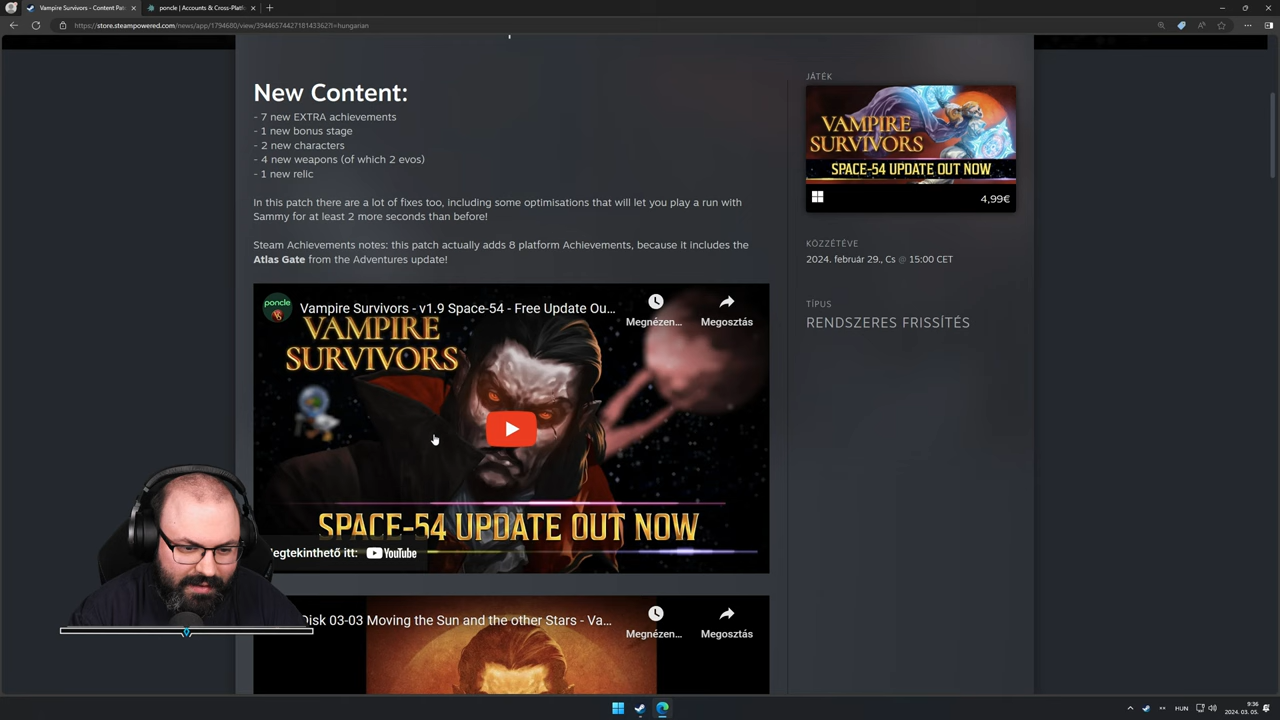 Vampire Survivors - Content Pat
poncle | Accounts & Cross-Platfo
https://store.steampowered.com/news/app/1794680/view/3944657442718143362?l=hungarian
New Content:
- 7 new EXTRA achievements
- 1 new bonus stage
- 2 new characters
- 4 new weapons (of which 2 evos)
- 1 new relic
In this patch there are a lot of fixes too, including some optimisations that will let you play a run with
Sammy for at least 2 more seconds than before!
Steam Achievements notes: this patch actually adds 8 platform Achievements, because it includes the
Atlas Gate from the Adventures update!
poncle
Vampire Survivors - v1.9 Space-54 - Free Update Ou...
Megnézen...
Megosztás
VAMPIRE
SURVIVORS
SPACE-54 UPDATE OUT NOW
egtekinthető itt: YouTube
isk 03-03 Moving the Sun and the other Stars - Va...
Megnézen...
Megosztás
JÁTÉK
VAMPIRE
SURVIVORS
SPACE-54 UPDATE OUT NOW
4,99€
KÖZZÉTÉVE
2024. február 29., Cs @ 15:00 CET
TÍPUS
RENDSZERES FRISSÍTÉS
HUN
9:36
2024. 03. 05.